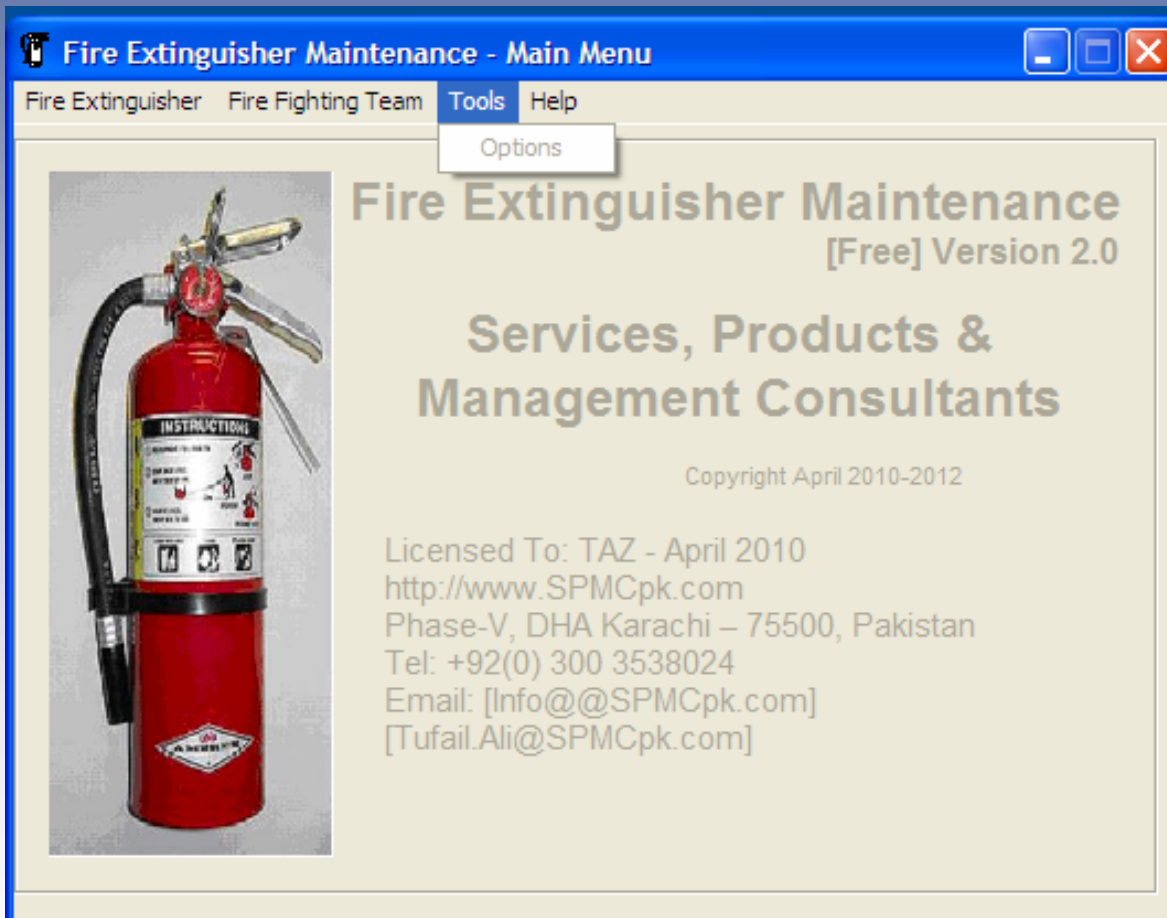 Fire Extinguisher Maintenance - Main Menu
Fire Extinguisher Fire Fighting Team Tools Help
Options
Fire Extinguisher Maintenance
[Free] Version 2.0
Services, Products &
Management Consultants
Copyright April 2010-2012
Licensed To: TAZ - April 2010
http://www.SPMCpk.com
Phase-V, DHA Karachi – 75500, Pakistan
Tel: +92(0) 300 3538024
Email: [Info@@SPMCpk.com]
[Tufail.Ali@SPMCpk.com]
INSTRUCTIONS